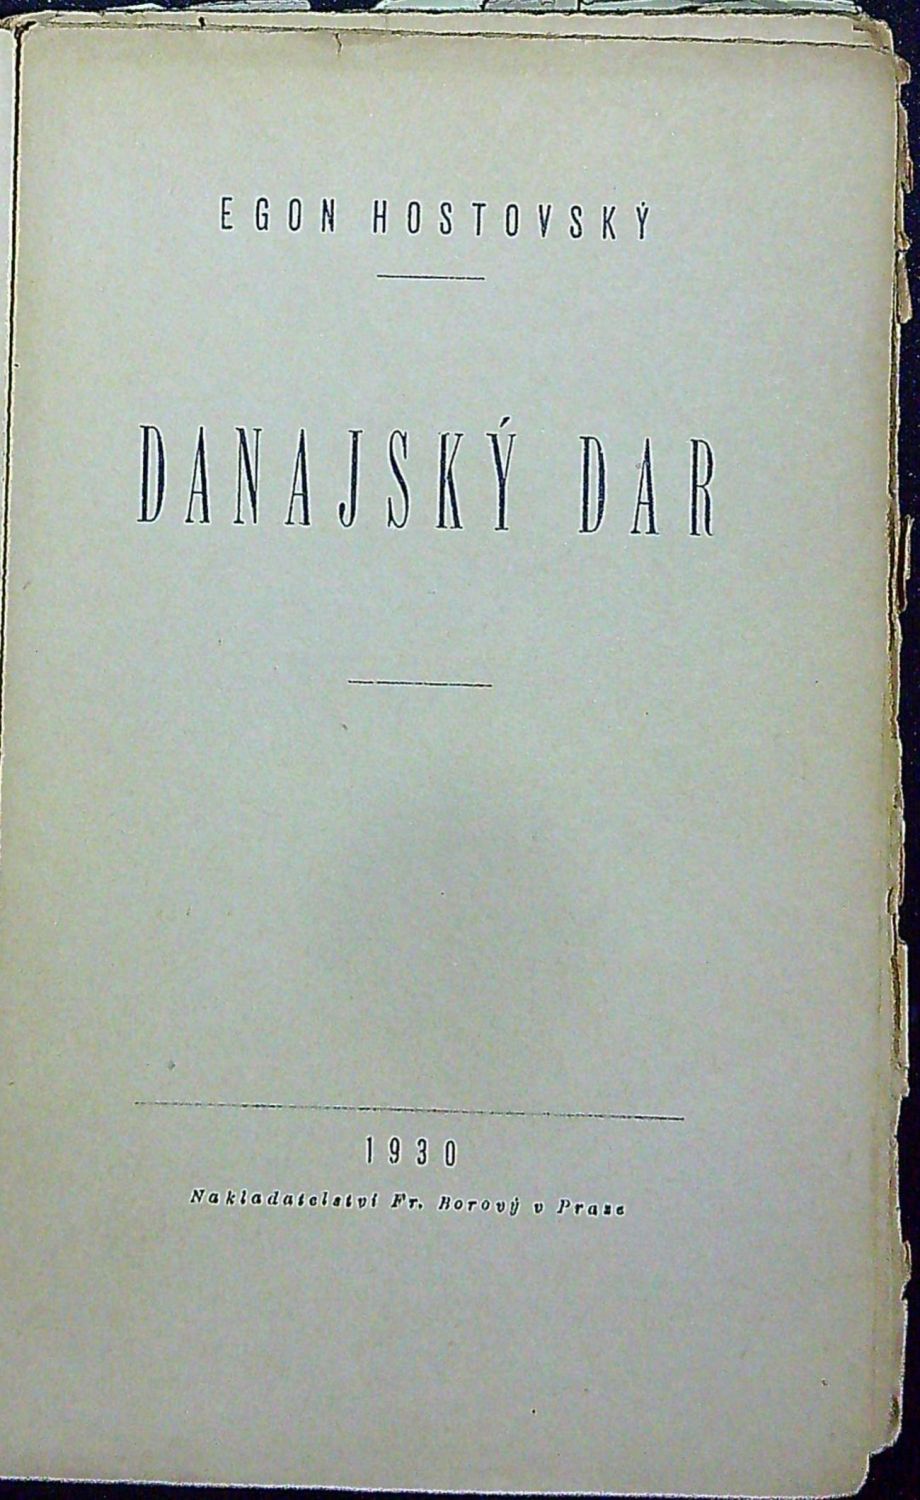 EGON HOSTOVSKÝ
DANAJSKÝ DAR
1930
Nakladatelství Fr. Borový v Praze